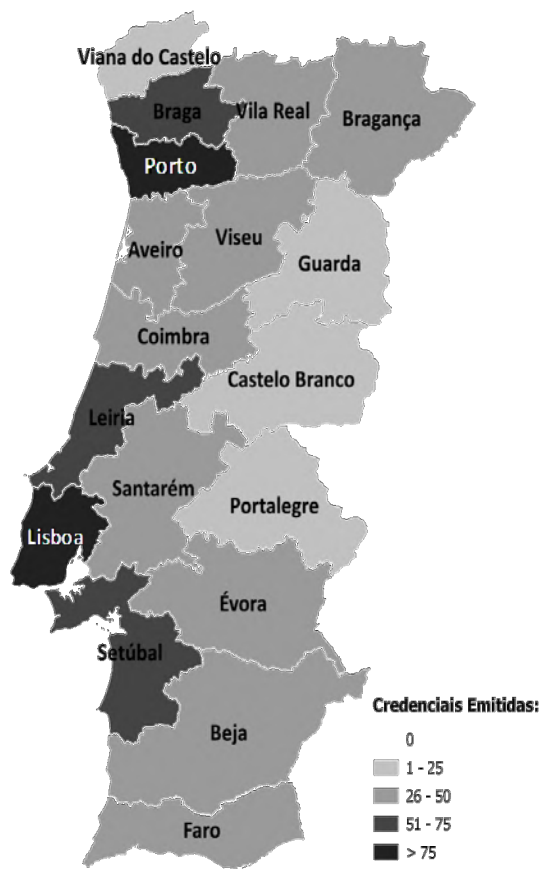 Viana do Castelo
Braga
Vila Real
Bragança
Porto
Aveiro
Viseu
Guarda
Coimbra
Castelo Branco
Leiria
Santarém
Portalegre
Lisboa
Évora
Setúbal
Beja
Faro
Credenciais Emitidas:
0
1 - 25
26 - 50
51 - 75
> 75